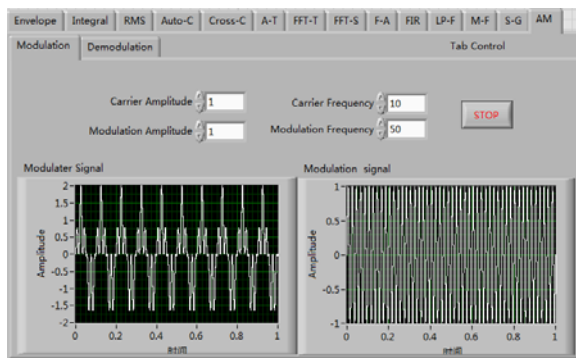 Envelope Integral RMS Auto-C Cross-C A-T FFT-T FFT-S F-A FIR LP-F M-F S-G AM
Modulation Demodulation Tab Control
Carrier Amplitude 1 Carrier Frequency 10 STOP
Modulation Amplitude 1 Modulation Frequency 50
Modulater Signal Modulation signal
Amplitude
2
1.5
1
0.5
0
-0.5
-1
-1.5
-2
0 0.2 0.4 0.6 0.8 1
时间
Amplitude
1
0.5
0
-0.5
-1
0 0.2 0.4 0.6 0.8 1
时间